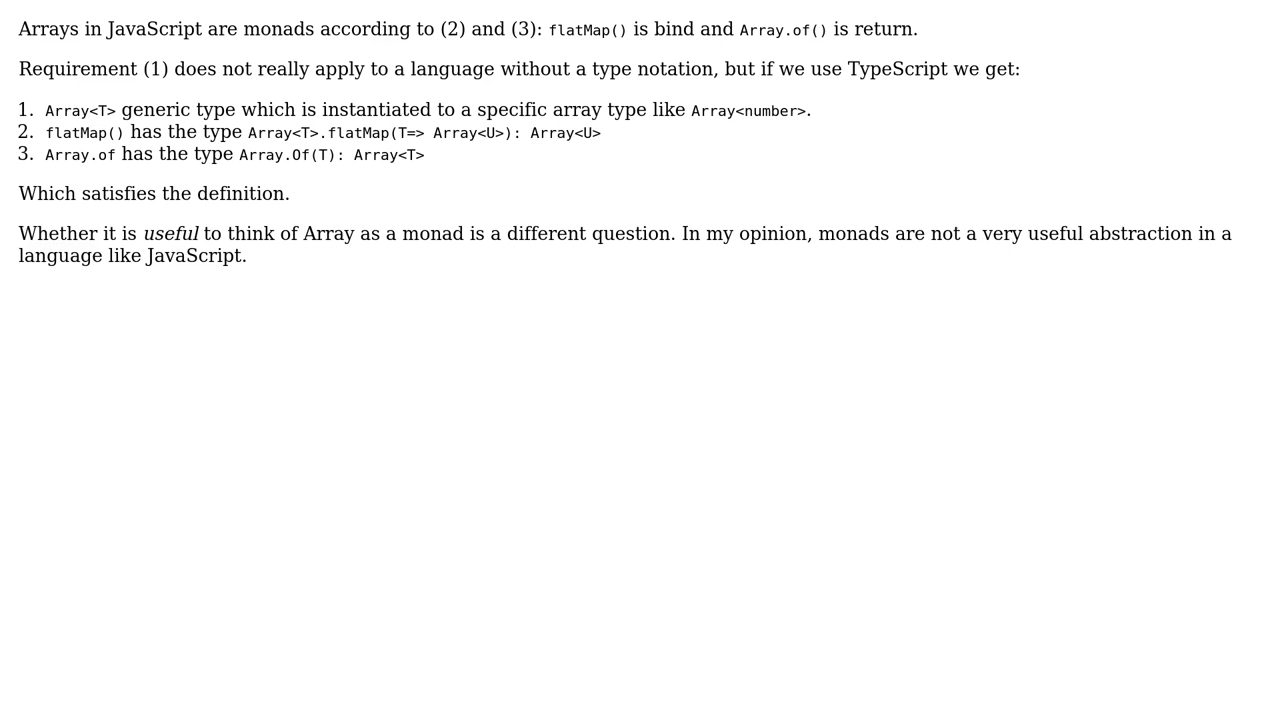 Arrays in JavaScript are monads according to (2) and (3): flatMap() is bind and Array.of() is return.
Requirement (1) does not really apply to a language without a type notation, but if we use TypeScript we get:
1. Array<T> generic type which is instantiated to a specific array type like Array<number>.
2. flatMap() has the type Array<T>.flatMap(T=> Array<U>): Array<U>
3. Array.of has the type Array.Of(T): Array<T>
Which satisfies the definition.
Whether it is useful to think of Array as a monad is a different question. In my opinion, monads are not a very useful abstraction in a
language like JavaScript.